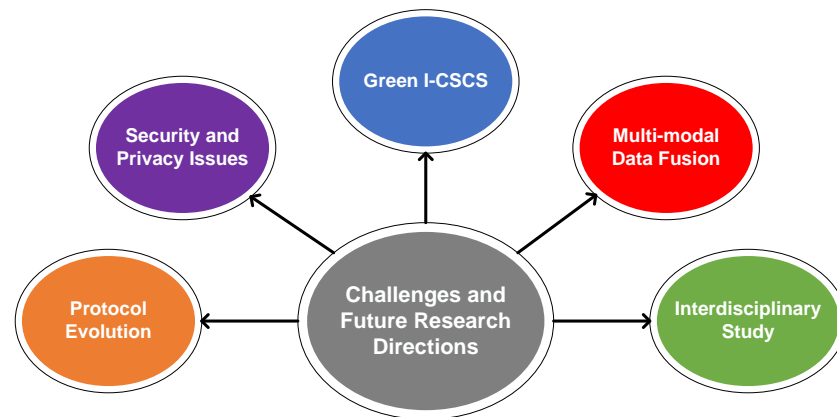 Green I-CSCS
Security and
Privacy Issues
Multi-modal
Data Fusion
Protocol
Evolution
Challenges and
Future Research
Directions
Interdisciplinary
Study